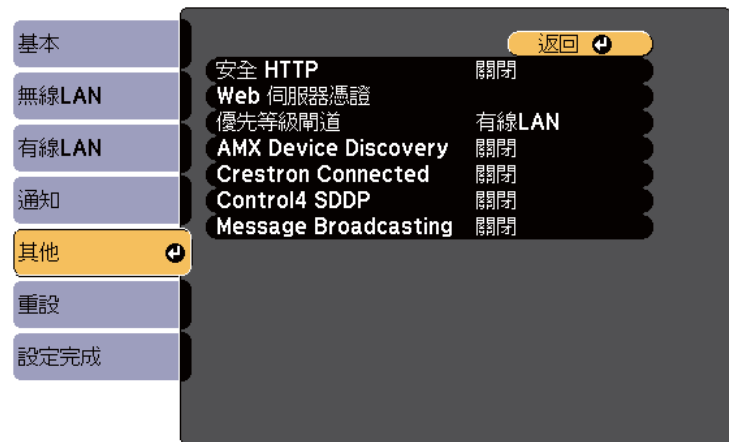 基本
無線LAN
有線LAN
通知
其他
重設
設定完成
返回
安全 HTTP 關閉
Web 伺服器憑證
優先等級閘道 有線LAN
AMX Device Discovery 關閉
Crestron Connected 關閉
Control4 SDDP 關閉
Message Broadcasting 關閉